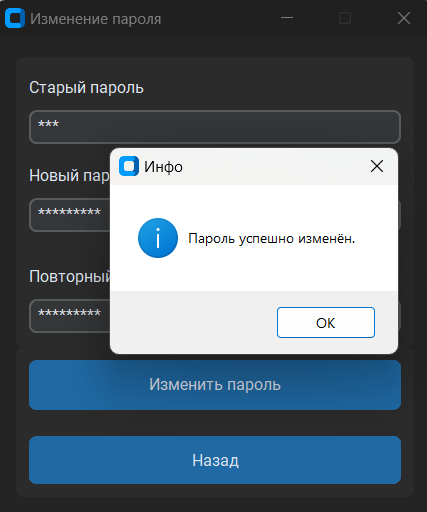 Изменение пароля
Старый пароль
***
Инфо
Новый пар
*********
Пароль успешно изменён.
Повторный
*********
OK
Изменить пароль
Назад